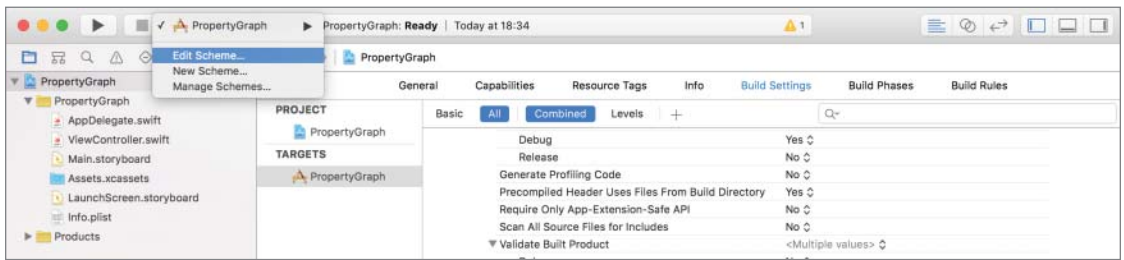 PropertyGraph
PropertyGraph: Ready | Today at 18:34
1
Edit Scheme...
New Scheme...
Manage Schemes...
PropertyGraph
PropertyGraph
General Capabilities Resource Tags Info Build Settings Build Phases Build Rules
PropertyGraph
AppDelegate.swift
ViewController.swift
Main.storyboard
Assets.xcassets
LaunchScreen.storyboard
Info.plist
Products
PROJECT
PropertyGraph
TARGETS
PropertyGraph
Basic All Combined Levels +
Debug Yes
Release No
Generate Profiling Code No
Precompiled Header Uses Files From Build Directory Yes
Require Only App-Extension-Safe API No
Scan All Source Files for Includes No
Validate Built Product <Multiple values>